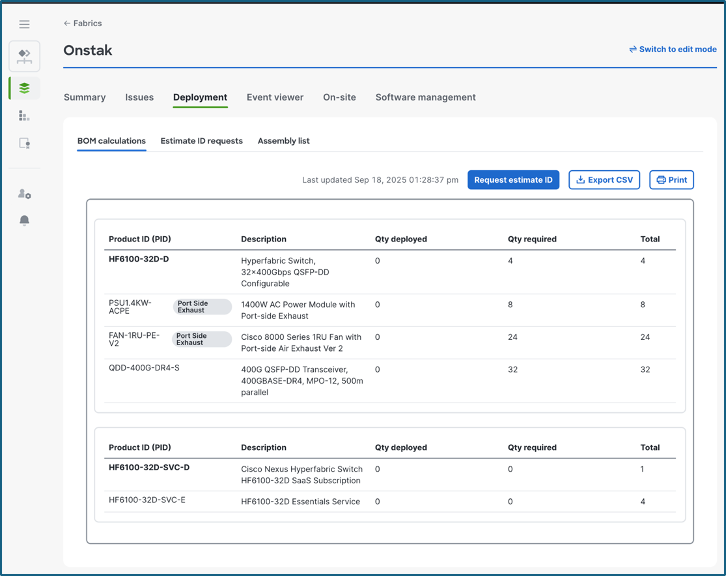 ← Fabrics
Onstak
⇌ Switch to edit mode
Summary Issues Deployment Event viewer On-site Software management
BOM calculations Estimate ID requests Assembly list
Last updated Sep 18, 2025 01:28:37 pm Request estimate ID Export CSV Print
Product ID (PID) Description Qty deployed Qty required Total
HF6100-32D-D Hyperfabric Switch, 0 4 4
32×400Gbps QSFP-DD
Configurable
PSU1.4KW- Port Side 1400W AC Power Module with 0 8 8
ACPE Exhaust Port-side Exhaust
FAN-1RU-PE- Port Side Cisco 8000 Series 1RU Fan with 0 24 24
V2 Exhaust Port-side Air Exhaust Ver 2
QDD-400G-DR4-S 400G QSFP-DD Transceiver, 0 32 32
400GBASE-DR4, MPO-12, 500m
parallel
Product ID (PID) Description Qty deployed Qty required Total
HF6100-32D-SVC-D Cisco Nexus Hyperfabric Switch 0 0 1
HF6100-32D SaaS Subscription
HF6100-32D-SVC-E HF6100-32D Essentials Service 0 0 4